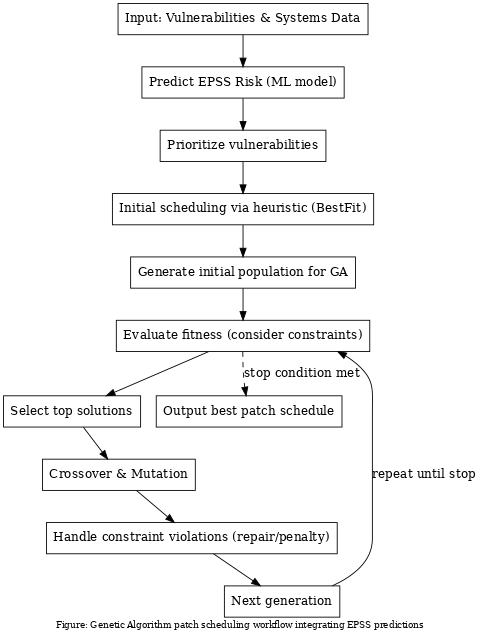 Input: Vulnerabilities & Systems Data
Predict EPSS Risk (ML model)
Prioritize vulnerabilities
Initial scheduling via heuristic (BestFit)
Generate initial population for GA
Evaluate fitness (consider constraints)
stop condition met
Select top solutions
Output best patch schedule
Crossover & Mutation
repeat until stop
Handle constraint violations (repair/penalty)
Next generation
Figure: Genetic Algorithm patch scheduling workflow integrating EPSS predictions